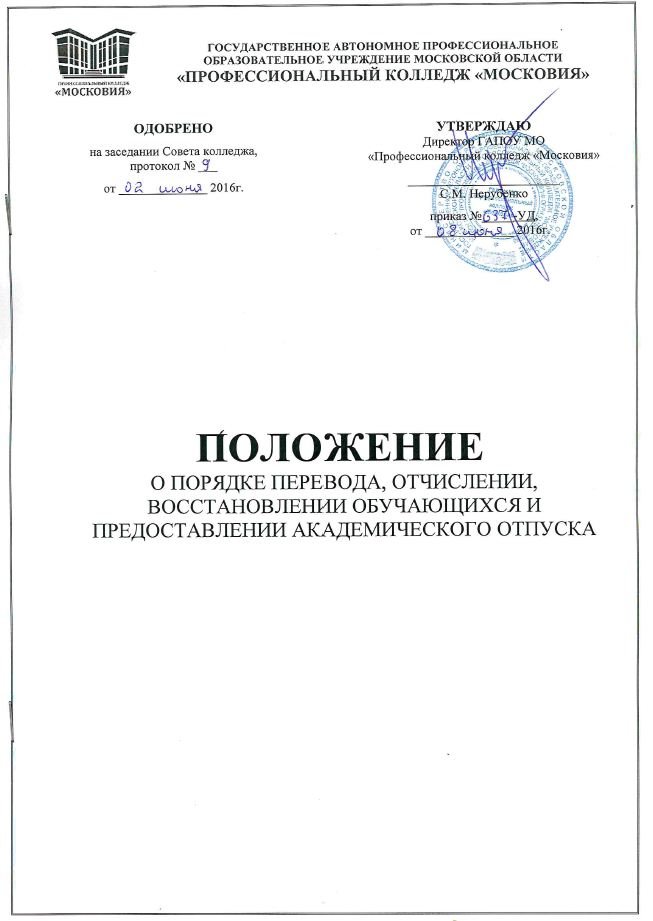 ГОСУДАРСТВЕННОЕ АВТОНОМНОЕ ПРОФЕССИОНАЛЬНОЕ
ОБРАЗОВАТЕЛЬНОЕ УЧРЕЖДЕНИЕ МОСКОВСКОЙ ОБЛАСТИ
«ПРОФЕССИОНАЛЬНЫЙ КОЛЛЕДЖ «МОСКОВИЯ»
ПРОФЕССИОНАЛЬНЫЙ КОЛЛЕДЖ
«МОСКОВИЯ»
ОДОБРЕНО
на заседании Совета колледжа,
протокол № 9
от 02 июня 2016г.
УТВЕРЖДАЮ
Директор ГАПОУ МО
«Профессиональный колледж «Московия»
С.М. Нерубенко
приказ № 637-УД,
от 08 июня 2016г.
ПОЛОЖЕНИЕ
О ПОРЯДКЕ ПЕРЕВОДА, ОТЧИСЛЕНИИ,
ВОССТАНОВЛЕНИИ ОБУЧАЮЩИХСЯ И
ПРЕДОСТАВЛЕНИИ АКАДЕМИЧЕСКОГО ОТПУСКА